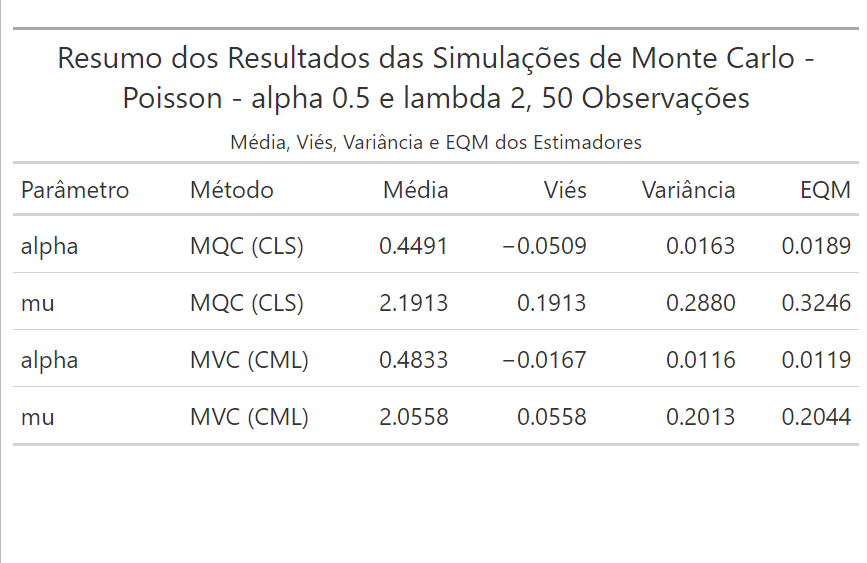 Resumo dos Resultados das Simulações de Monte Carlo -
Poisson - alpha 0.5 e lambda 2, 50 Observações
Média, Viés, Variância e EQM dos Estimadores
Parâmetro Método Média Viés Variância EQM
alpha MQC (CLS) 0.4491 −0.0509 0.0163 0.0189
mu MQC (CLS) 2.1913 0.1913 0.2880 0.3246
alpha MVC (CML) 0.4833 −0.0167 0.0116 0.0119
mu MVC (CML) 2.0558 0.0558 0.2013 0.2044